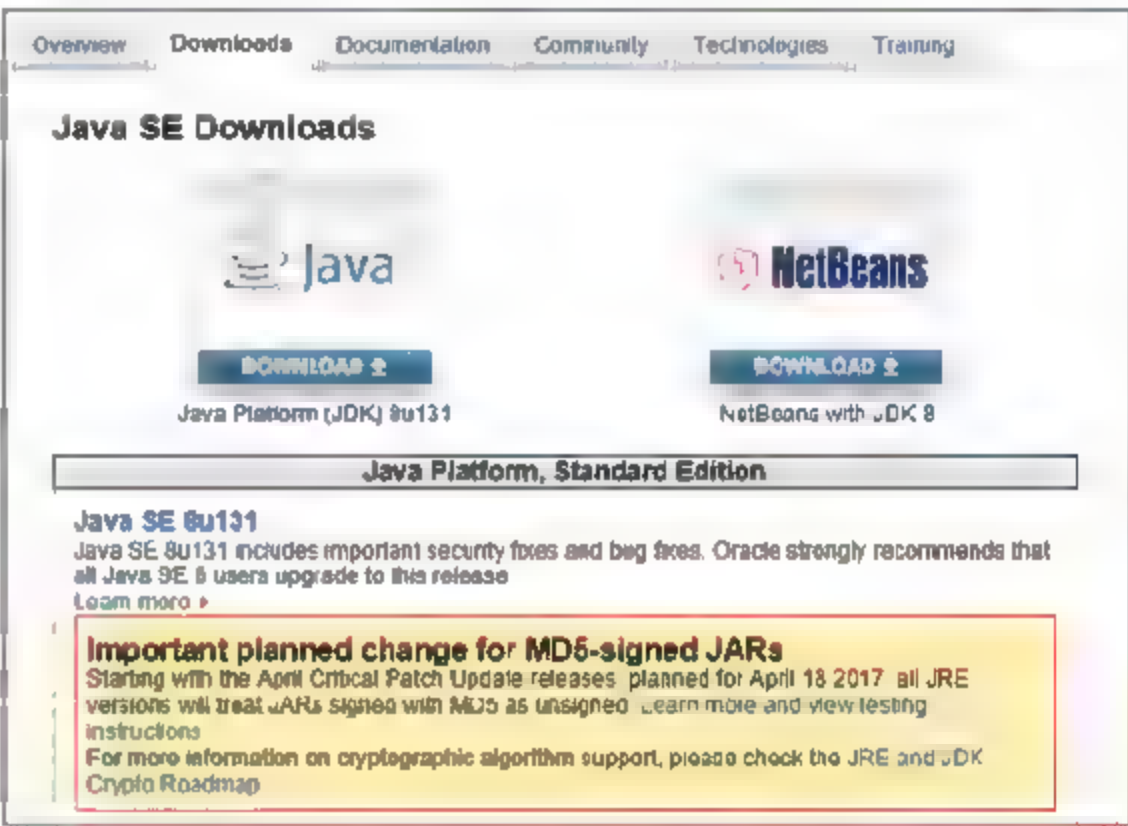 Overview Downloads Documentation Community Technologies Training
Java SE Downloads
Java
NetBeans
DOWNLOAD
DOWNLOAD
Java Platform (JDK) 8u131
NetBeans with JDK 8
Java Platform, Standard Edition
Java SE 8u131
Java SE 8u131 includes important security fixes and bug fixes. Oracle strongly recommends that
all Java SE 8 users upgrade to this release
Learn more
Important planned change for MD5-signed JARs
Starting with the April Critical Patch Update releases, planned for April 18 2017, all JRE
versions will treat JARs signed with MD5 as unsigned. Learn more and view testing
instructions
For more information on cryptographic algorithm support, please check the JRE and JDK
Crypto Roadmap